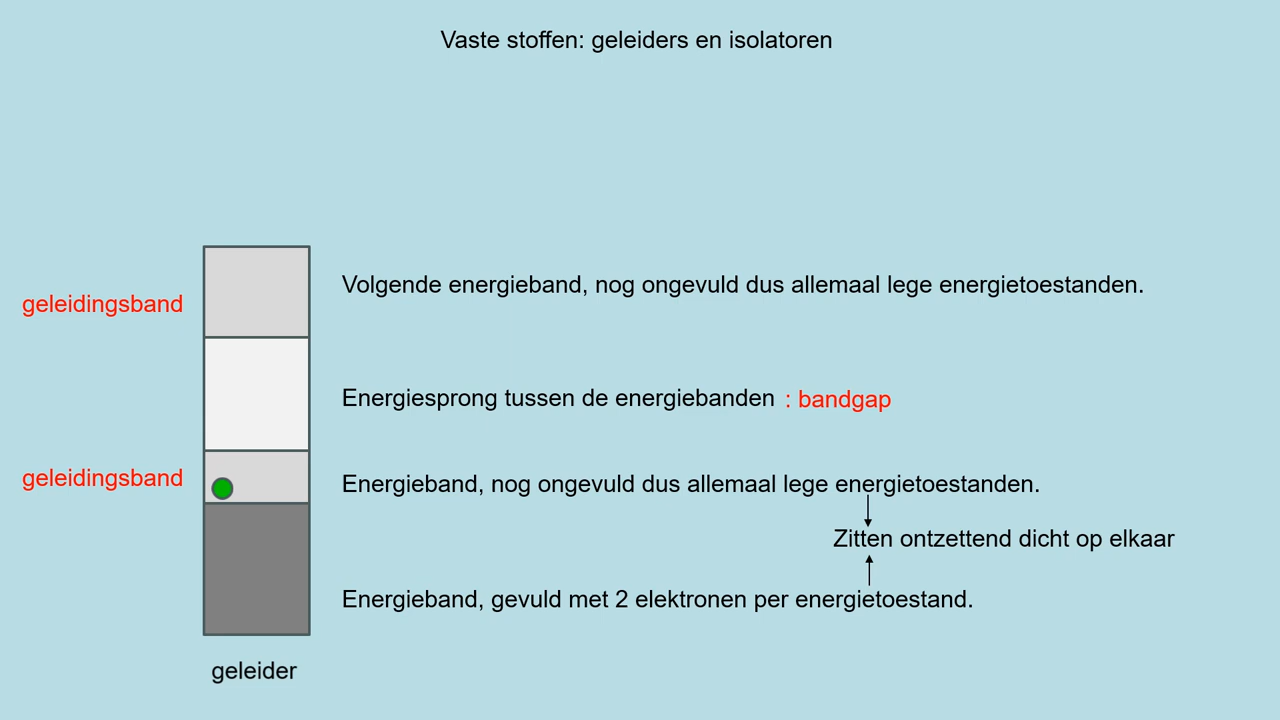 Vaste stoffen: geleiders en isolatoren
Volgende energieband, nog ongevuld dus allemaal lege energietoestanden.
geleidingsband
Energiesprong tussen de energiebanden : bandgap
geleidingsband
Energieband, nog ongevuld dus allemaal lege energietoestanden.
Zitten ontzettend dicht op elkaar
Energieband, gevuld met 2 elektronen per energietoestand.
geleider